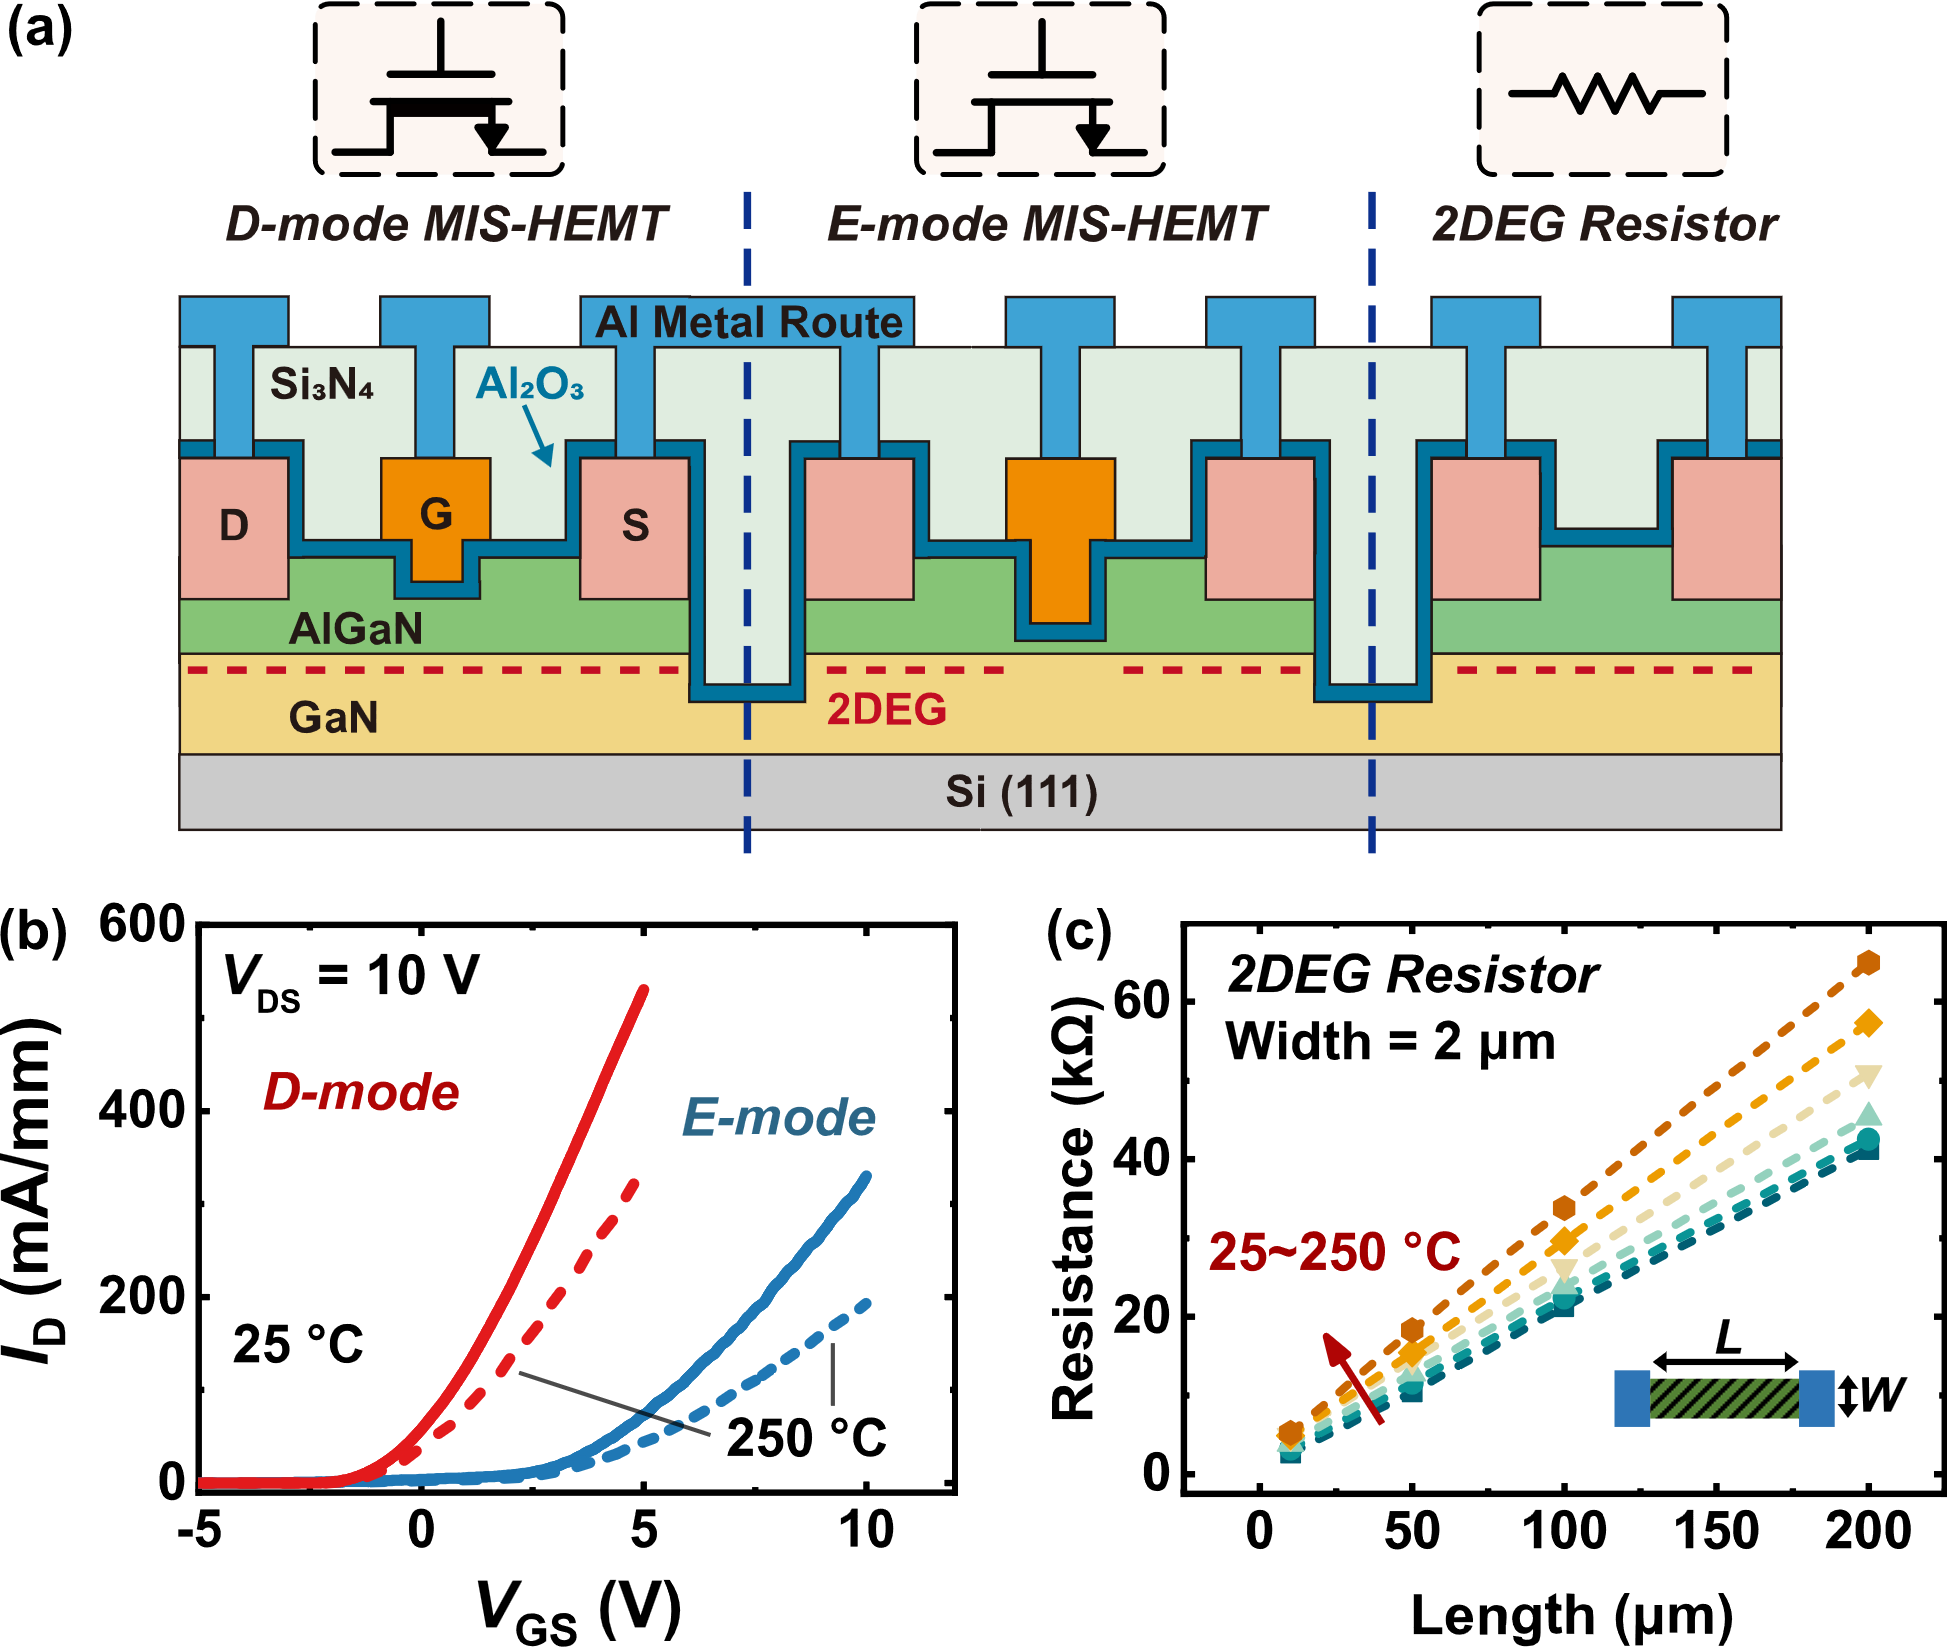 (a)
D-mode MIS-HEMT
E-mode MIS-HEMT
2DEG Resistor
Al Metal Route
Si₃N₄
Al₂O₃
D
G
S
AlGaN
GaN
2DEG
Si (111)
(b)
600
400
200
0
-5
0
5
10
I_D (mA/mm)
V_GS (V)
V_DS = 10 V
D-mode
E-mode
25 °C
250 °C
(c)
60
40
20
0
0
50
100
150
200
Resistance (kΩ)
Length (μm)
2DEG Resistor
Width = 2 μm
25~250 °C
L
W